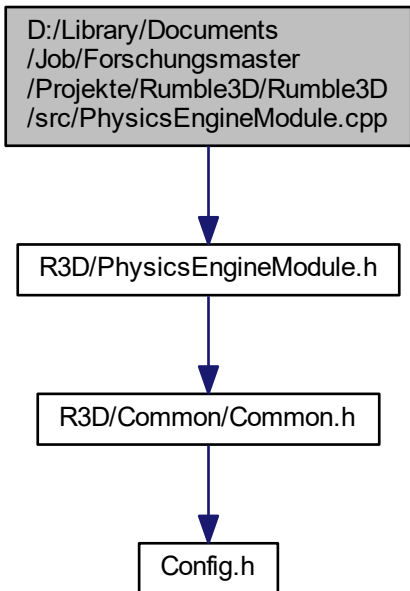 D:/Library/Documents
/Job/Forschungsmaster
/Projekte/Rumble3D/Rumble3D
/src/PhysicsEngineModule.cpp
R3D/PhysicsEngineModule.h
R3D/Common/Common.h
Config.h